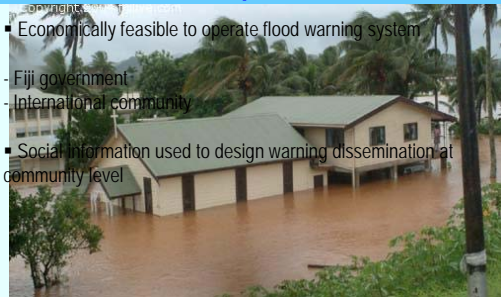 ▪ Economically feasible to operate flood warning system
- Fiji government
- International community
▪ Social information used to design warning dissemination at
community level